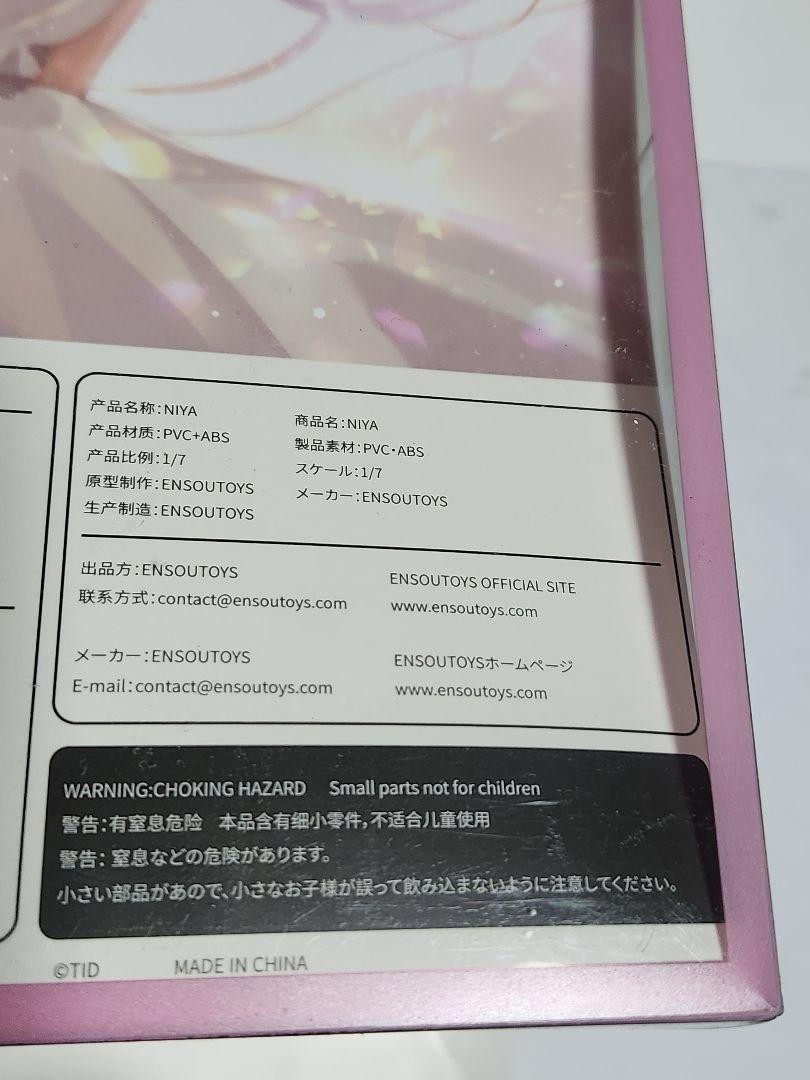 产品名称：NIYA
产品材质：PVC+ABS
产品比例：1/7
原型制作：ENSOUTOYS
生产制造：ENSOUTOYS
商品名：NIYA
製品素材：PVC・ABS
スケール：1/7
メーカー：ENSOUTOYS
出品方：ENSOUTOYS
联系方式：contact@ensoutoys.com
ENSOUTOYS OFFICIAL SITE
www.ensoutoys.com
メーカー：ENSOUTOYS
E-mail：contact@ensoutoys.com
ENSOUTOYSホームページ
www.ensoutoys.com
WARNING:CHOKING HAZARD Small parts not for children
警告：有窒息危险 本品含有细小零件，不适合儿童使用
警告： 窒息などの危険があります。
小さい部品があので、小さなお子様が誤って飲み込まないように注意してください。
©TID MADE IN CHINA